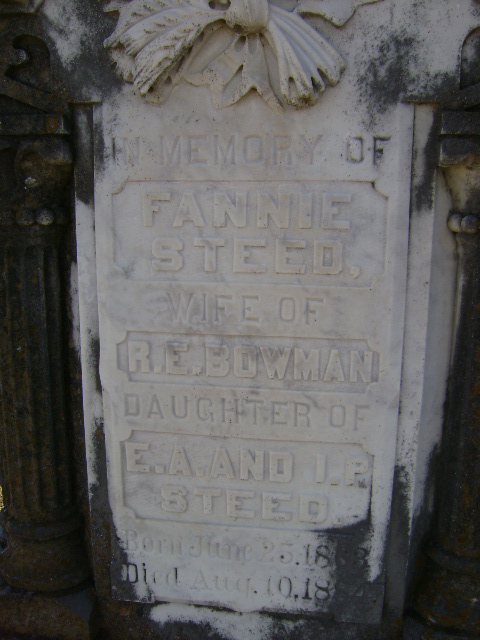 IN MEMORY OF
FANNIE
STEED,
WIFE OF
R.E. BOWMAN
DAUGHTER OF
E.A. AND I.P.
STEED
Born June 25.
Died Aug. 10.